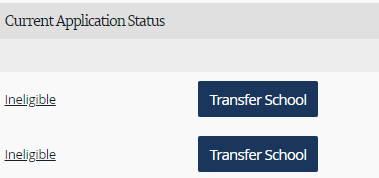 Current Application Status
Ineligible Transfer School
Ineligible Transfer School